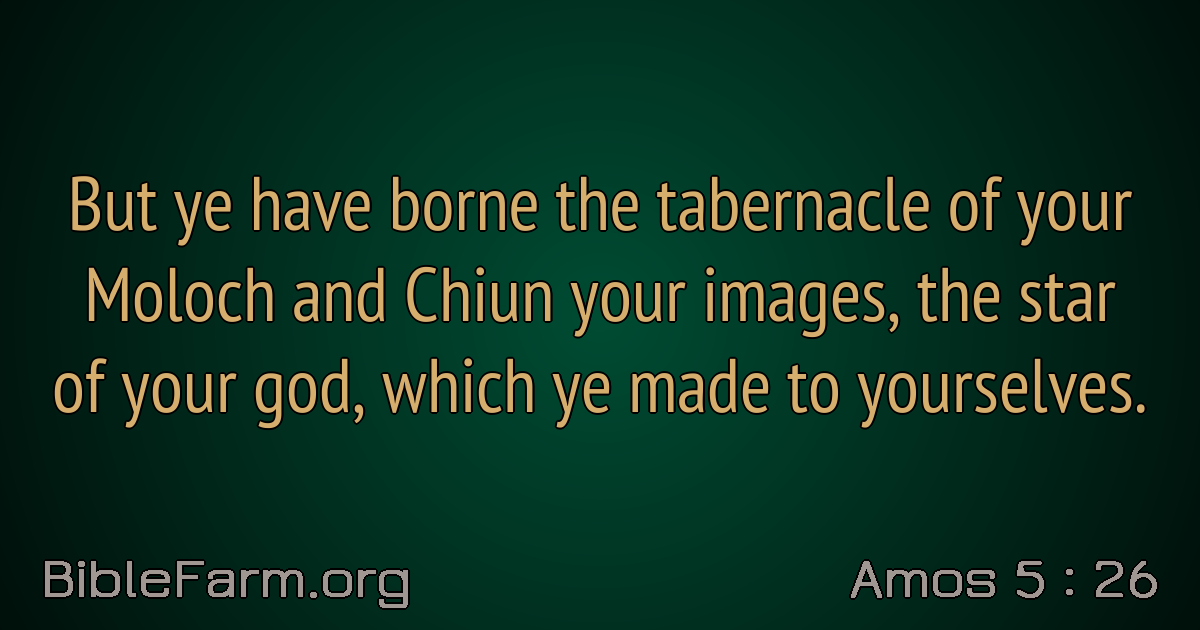 But ye have borne the tabernacle of your
Moloch and Chiun your images, the star
of your god, which ye made to yourselves.
BibleFarm.org
Amos 5 : 26